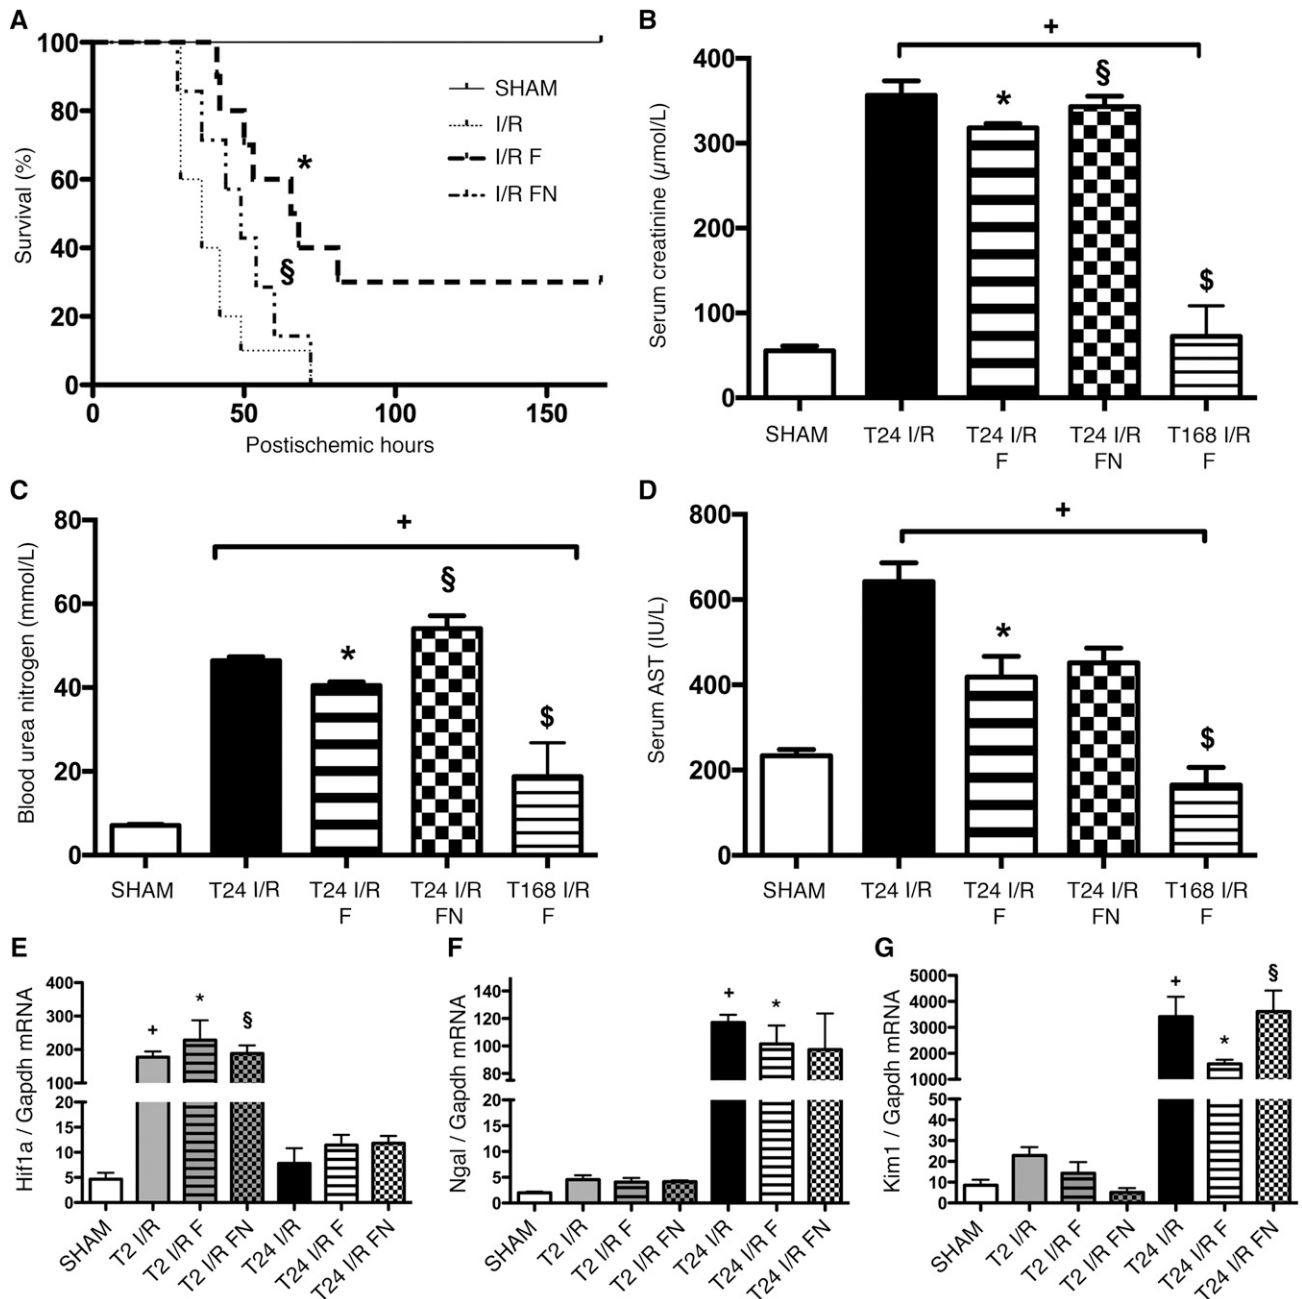 A
Survival (%)
100
80
60
40
20
0
0 50 100 150
Postischemic hours
SHAM
I/R
I/R F
I/R FN
*
§
B
Serum creatinine (µmol/L)
400
300
200
100
0
+
*
§
$
SHAM T24 I/R T24 I/R T24 I/R T168 I/R
F FN F
C
Blood urea nitrogen (mmol/L)
80
60
40
20
0
+
*
§
$
SHAM T24 I/R T24 I/R T24 I/R T168 I/R
F FN F
D
Serum AST (IU/L)
800
600
400
200
0
+
*
$
SHAM T24 I/R T24 I/R T24 I/R T168 I/R
F FN F
E
Hif1a / Gapdh mRNA
400
300
200
100
20
15
10
5
0
+
*
§
SHAM
T2 I/R
T2 I/R F
T2 I/R FN
T24 I/R
T24 I/R F
T24 I/R FN
F
Ngal / Gapdh mRNA
140
120
100
80
20
15
10
5
0
+
*
SHAM
T2 I/R
T2 I/R F
T2 I/R FN
T24 I/R
T24 I/R F
T24 I/R FN
G
Kim1 / Gapdh mRNA
5000
4000
3000
2000
1000
50
40
30
20
10
0
+
*
§
SHAM
T2 I/R
T2 I/R F
T2 I/R FN
T24 I/R
T24 I/R F
T24 I/R FN